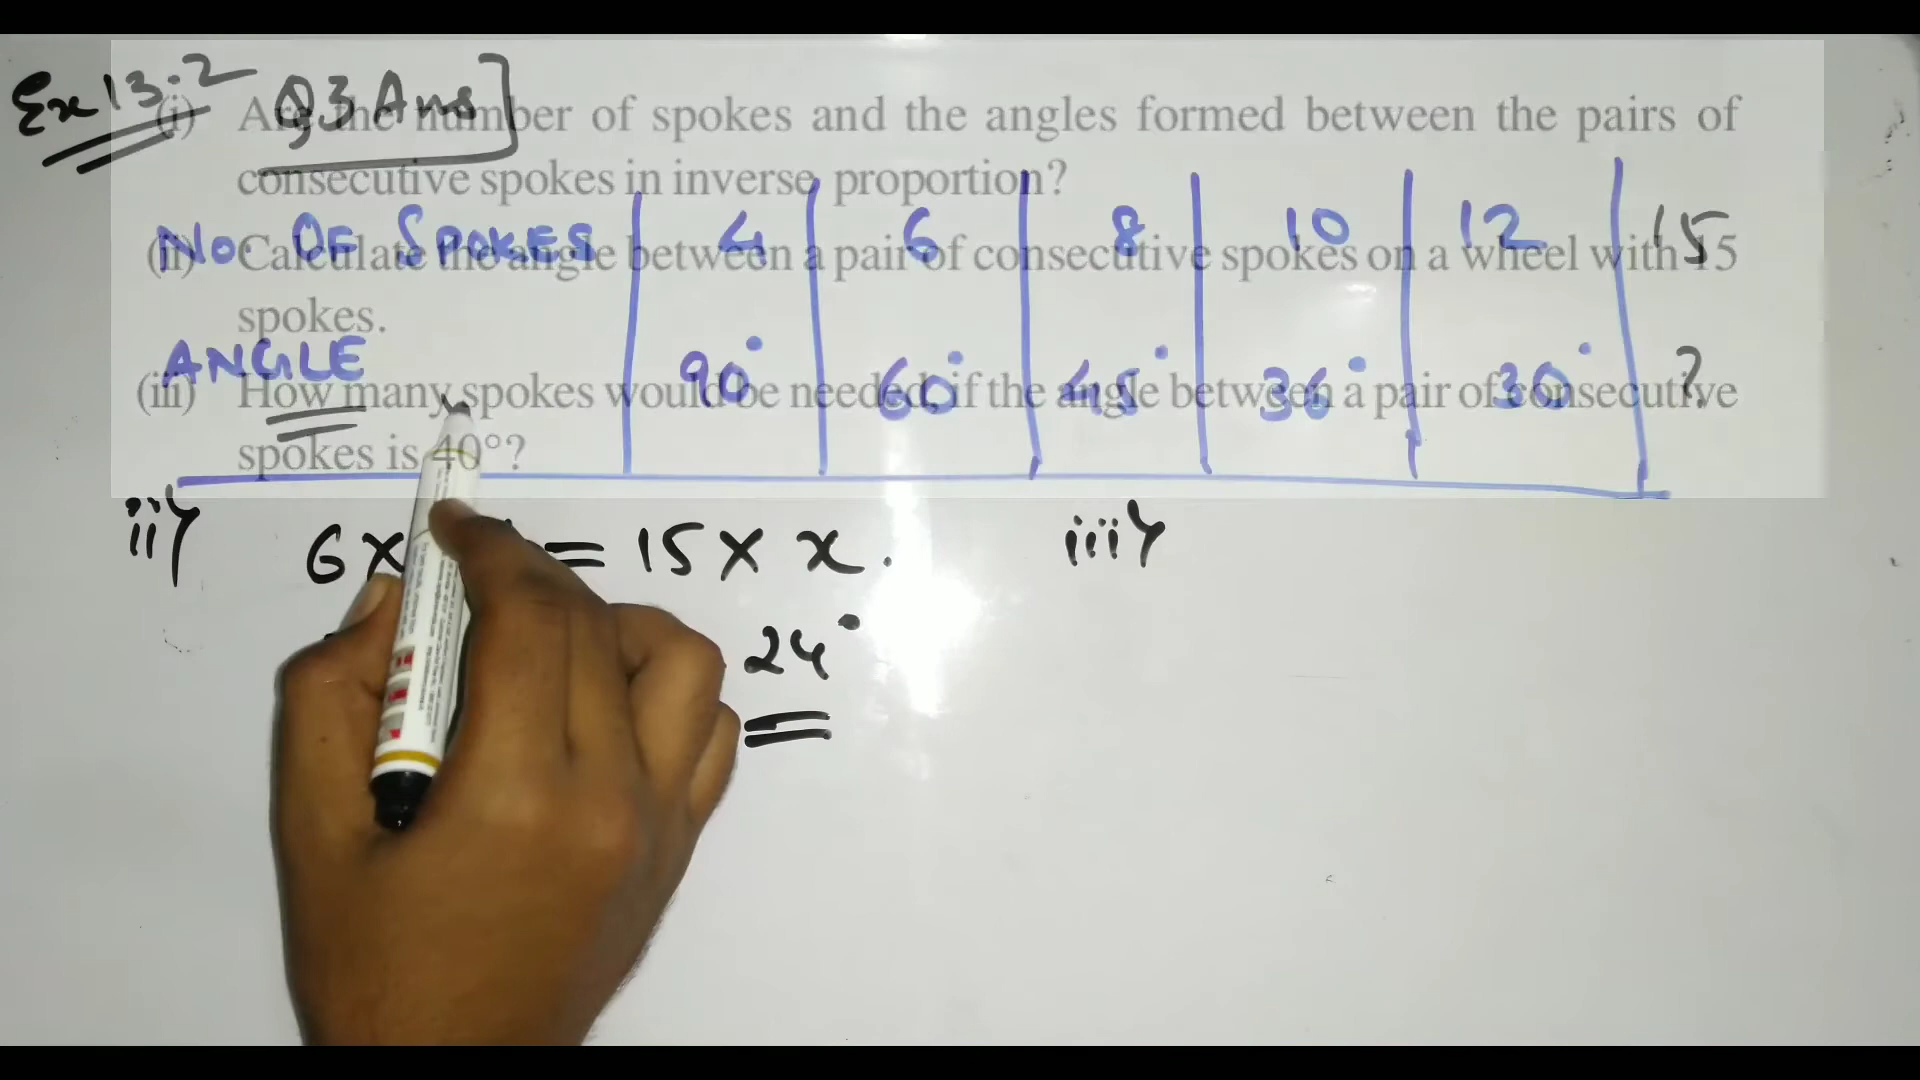 Ex 13.2 Q3 Ans]
(i) Are the number of spokes and the angles formed between the pairs of
consecutive spokes in inverse proportion?
No. OF SPOKES 4 6 8 10 12 15
(ii) Calculate the angle between a pair of consecutive spokes on a wheel with 15
spokes.
ANGLE 90° 60° 45° 36° 30° ?
(iii) How many spokes would be needed, if the angle between a pair of consecutive
spokes is 40°?
ii) 6 × = 15 × x.
iii)
24°